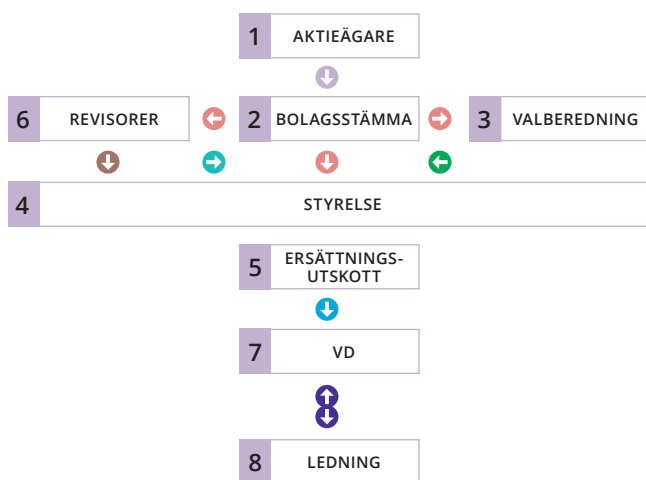 1 AKTIEÄGARE
6 REVISORER
2 BOLAGSSTÄMMA
3 VALBEREDNING
4 STYRELSE
5 ERSÄTTNINGS-
UTSKOTT
7 VD
8 LEDNING